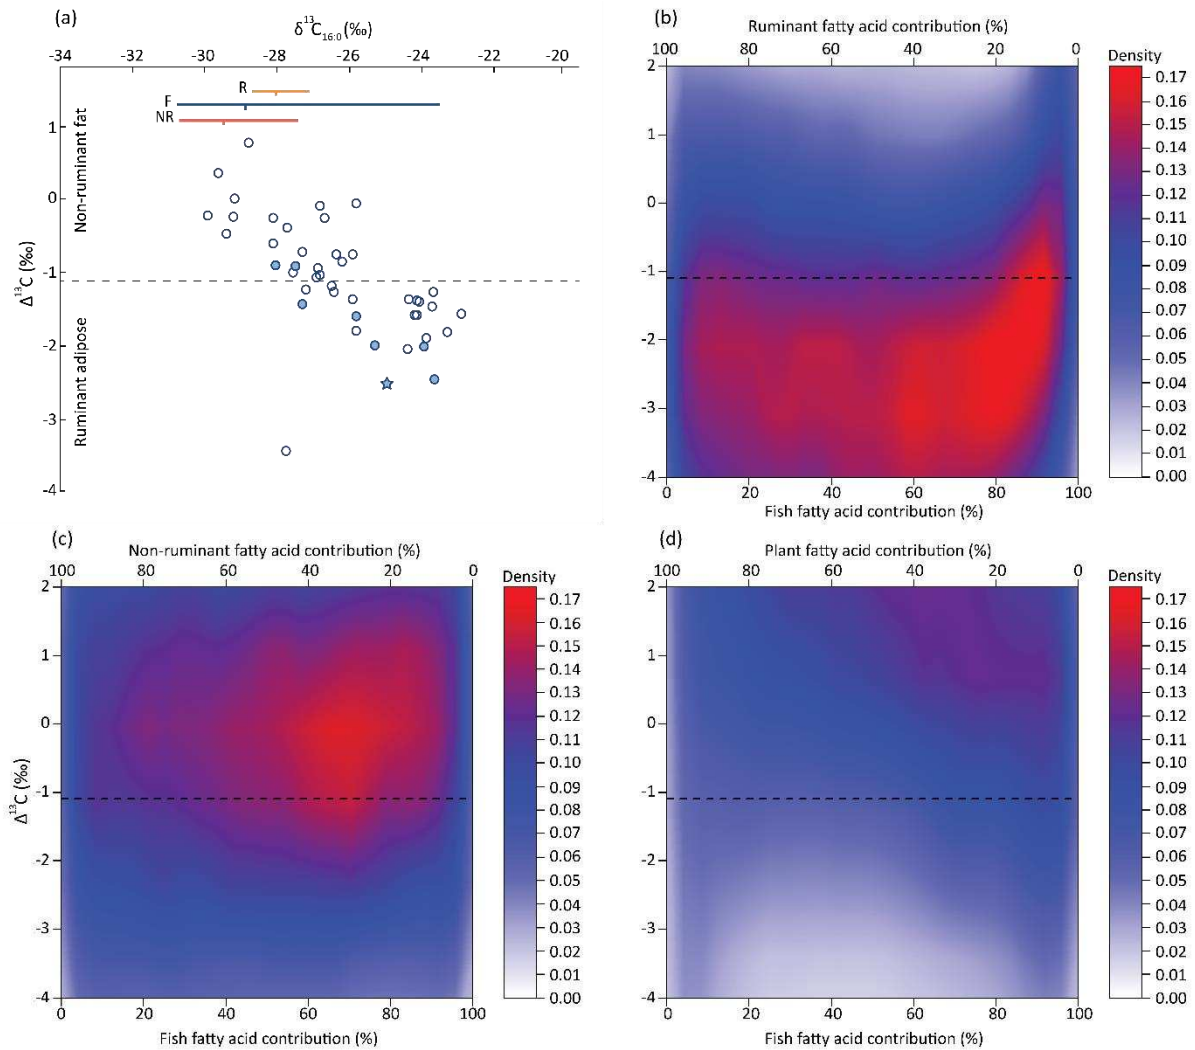 (a)
δ¹³C₁₆:₀ (‰)
-34 -32 -30 -28 -26 -24 -22 -20
R
F
NR
Non-ruminant fat
Ruminant adipose
Δ¹³C (‰)
1
0
-1
-2
-3
-4
(b)
Ruminant fatty acid contribution (%)
100 80 60 40 20 0
2
1
0
-1
-2
-3
-4
0 20 40 60 80 100
Fish fatty acid contribution (%)
Density
0.17
0.16
0.15
0.14
0.13
0.12
0.11
0.10
0.09
0.08
0.07
0.06
0.05
0.04
0.03
0.02
0.01
0.00
(c)
Non-ruminant fatty acid contribution (%)
100 80 60 40 20 0
Δ¹³C (‰)
2
1
0
-1
-2
-3
-4
0 20 40 60 80 100
Fish fatty acid contribution (%)
Density
0.17
0.16
0.15
0.14
0.13
0.12
0.11
0.10
0.09
0.08
0.07
0.06
0.05
0.04
0.03
0.02
0.01
0.00
(d)
Plant fatty acid contribution (%)
100 80 60 40 20 0
2
1
0
-1
-2
-3
-4
0 20 40 60 80 100
Fish fatty acid contribution (%)
Density
0.17
0.16
0.15
0.14
0.13
0.12
0.11
0.10
0.09
0.08
0.07
0.06
0.05
0.04
0.03
0.02
0.01
0.00